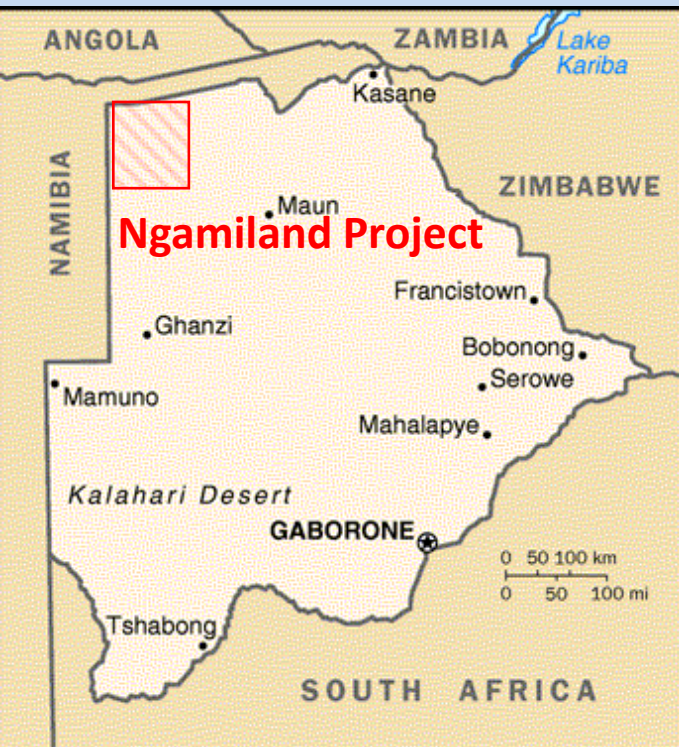 ANGOLA
ZAMBIA
Lake
Kariba
Kasane
NAMIBIA
ZIMBABWE
Maun
Ngamiland Project
Francistown
Ghanzi
Bobonong
Serowe
Mamuno
Mahalapye
Kalahari Desert
GABORONE
0 50 100 km
0 50 100 mi
Tshabong
SOUTH AFRICA